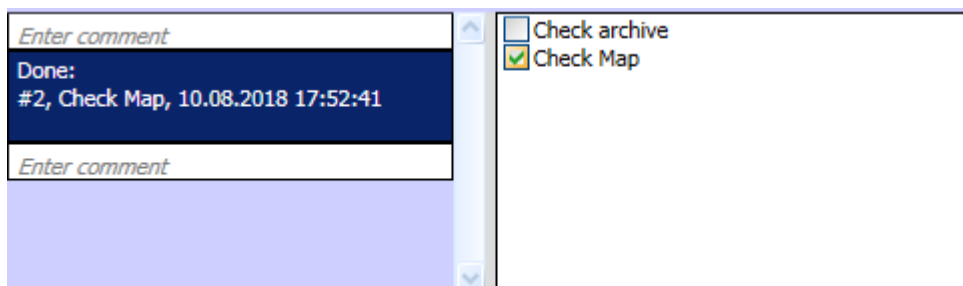 Enter comment
Done:
#2, Check Map, 10.08.2018 17:52:41
Enter comment
Check archive
Check Map